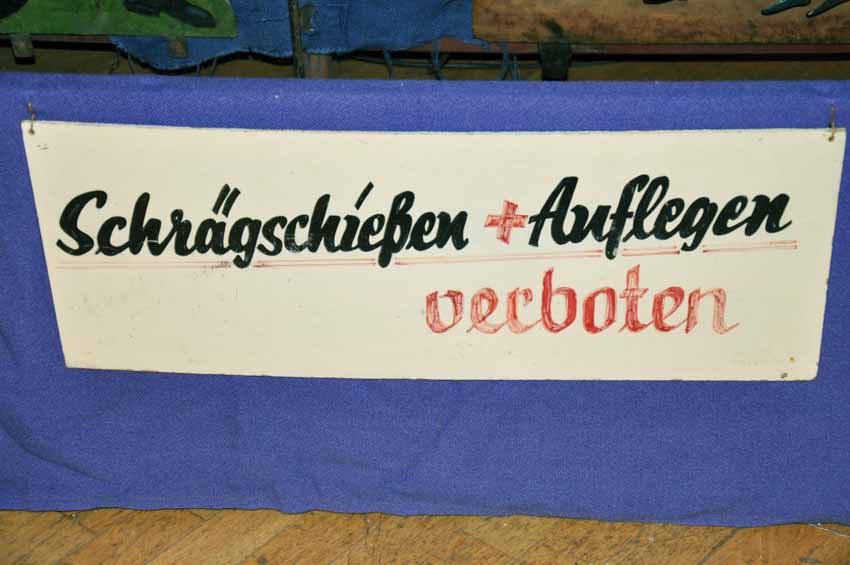 Schrägschießen + Auflegen
verboten